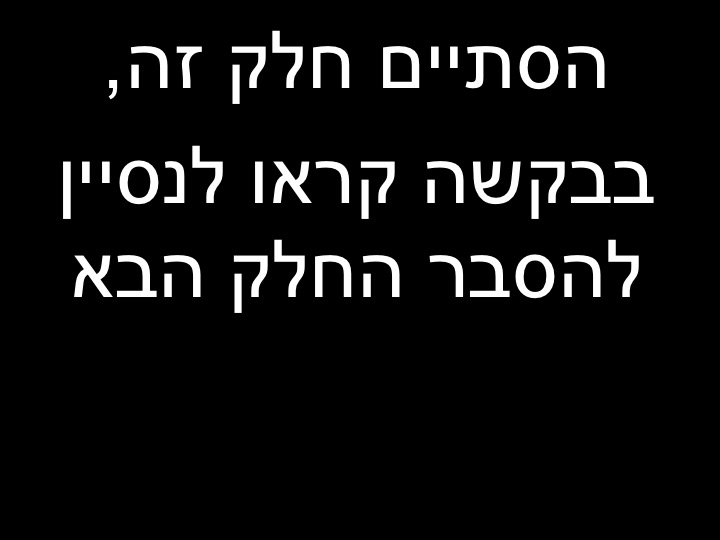 הסתיים חלק זה,
בבקשה קראו לנסיין
להסבר החלק הבא